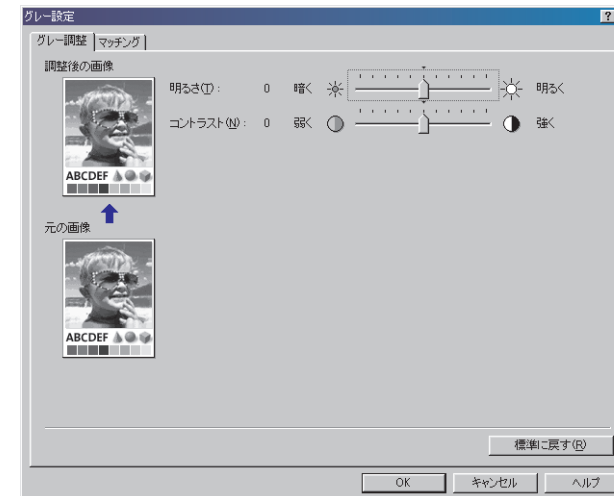 グレー設定
?
グレー調整 マッチング
調整後の画像
明るさ(T): 0 暗く 明るく
コントラスト(N): 0 弱く 強く
ABCDEF
元の画像
ABCDEF
標準に戻す(R)
OK キャンセル ヘルプ